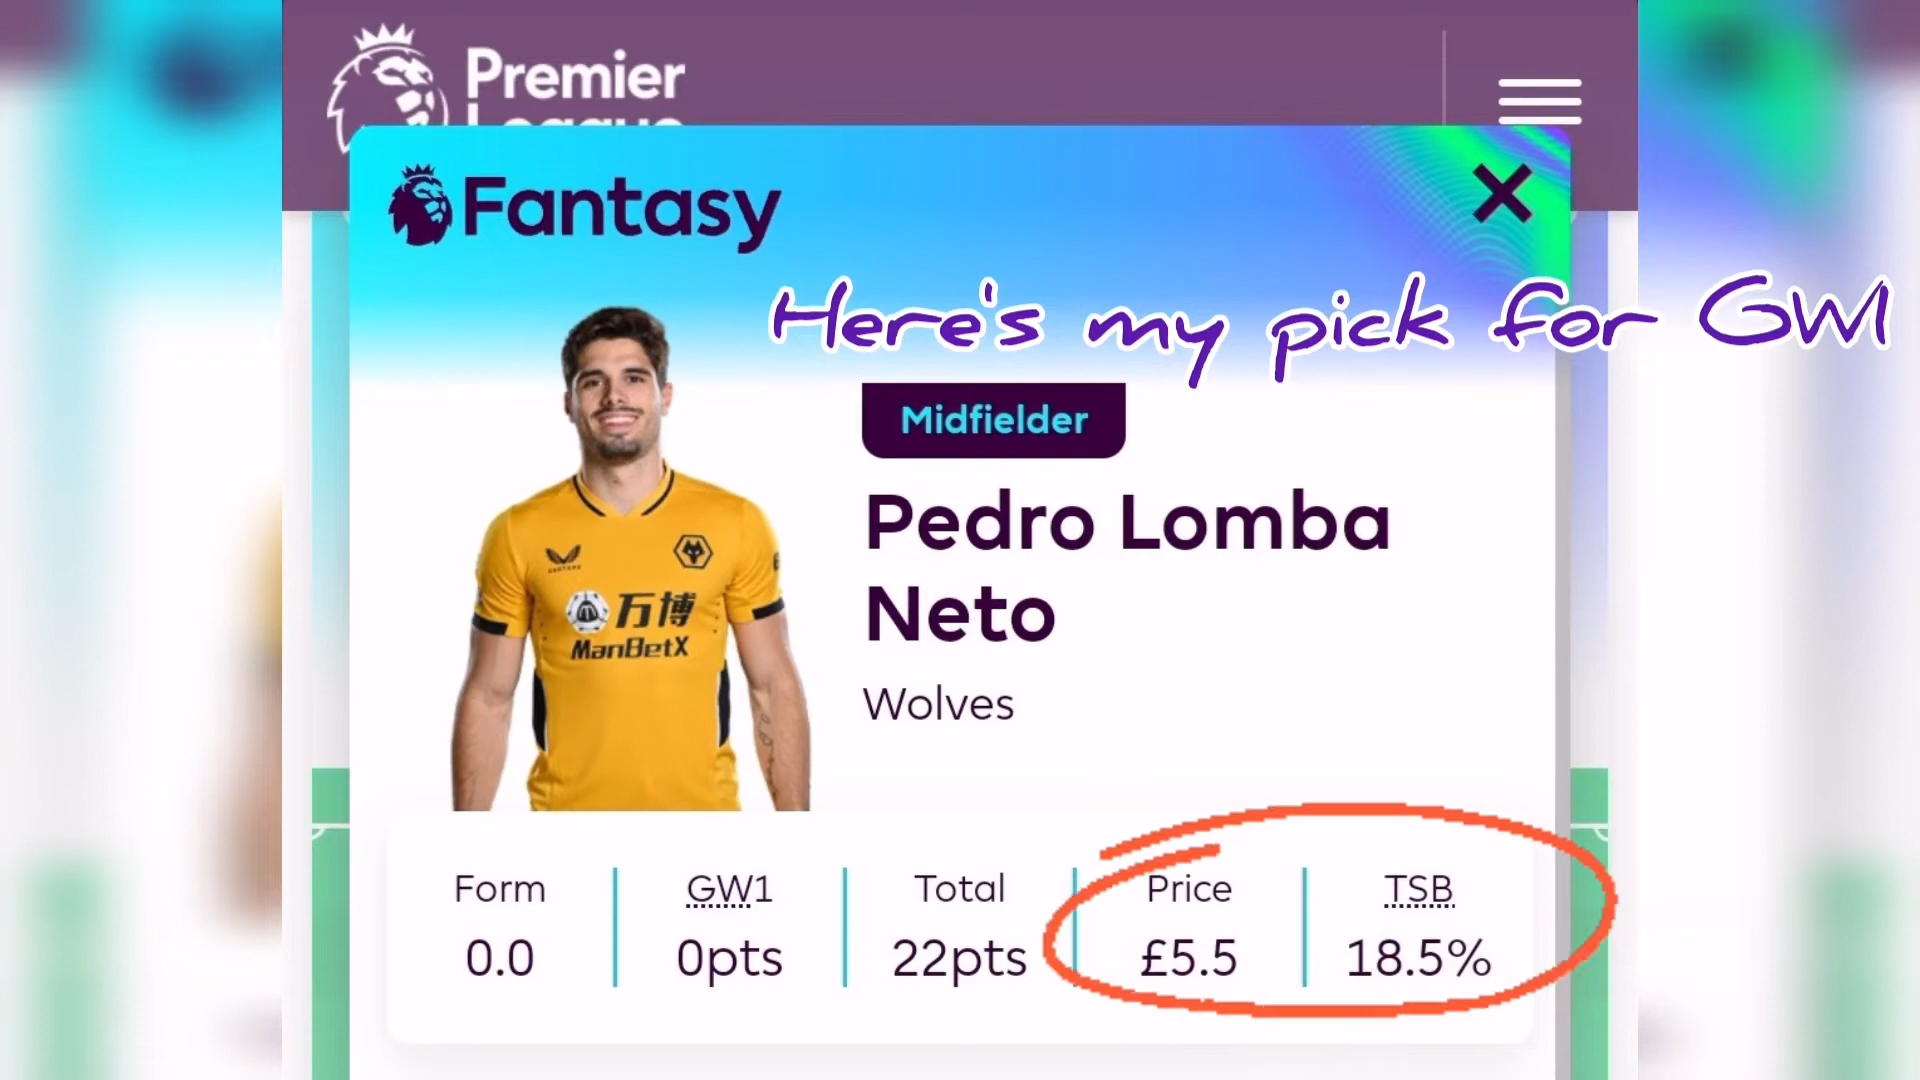 Premier
League
Fantasy
Here's my pick for GW1
Midfielder
Pedro Lomba
Neto
Wolves
万博
ManBetX
Form
GW1
Total
Price
TSB
0.0
0pts
22pts
£5.5
18.5%